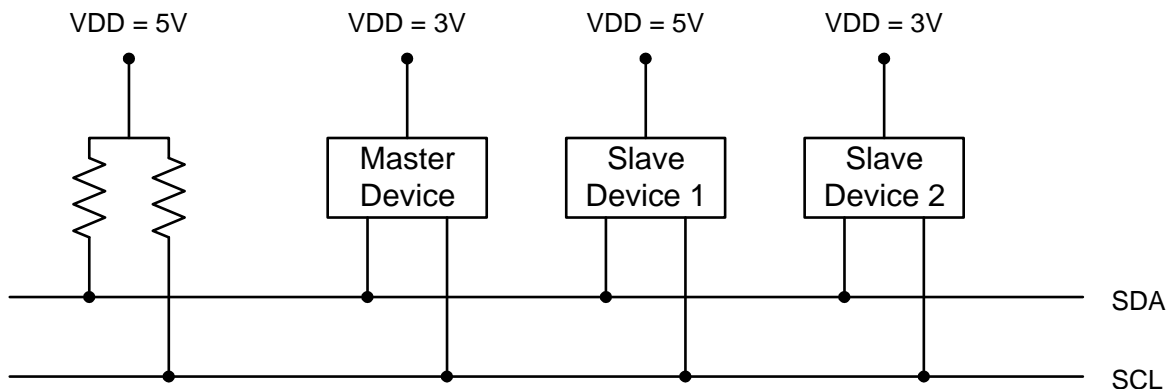 VDD = 5V
VDD = 3V
VDD = 5V
VDD = 3V
Master
Device
Slave
Device 1
Slave
Device 2
SDA
SCL